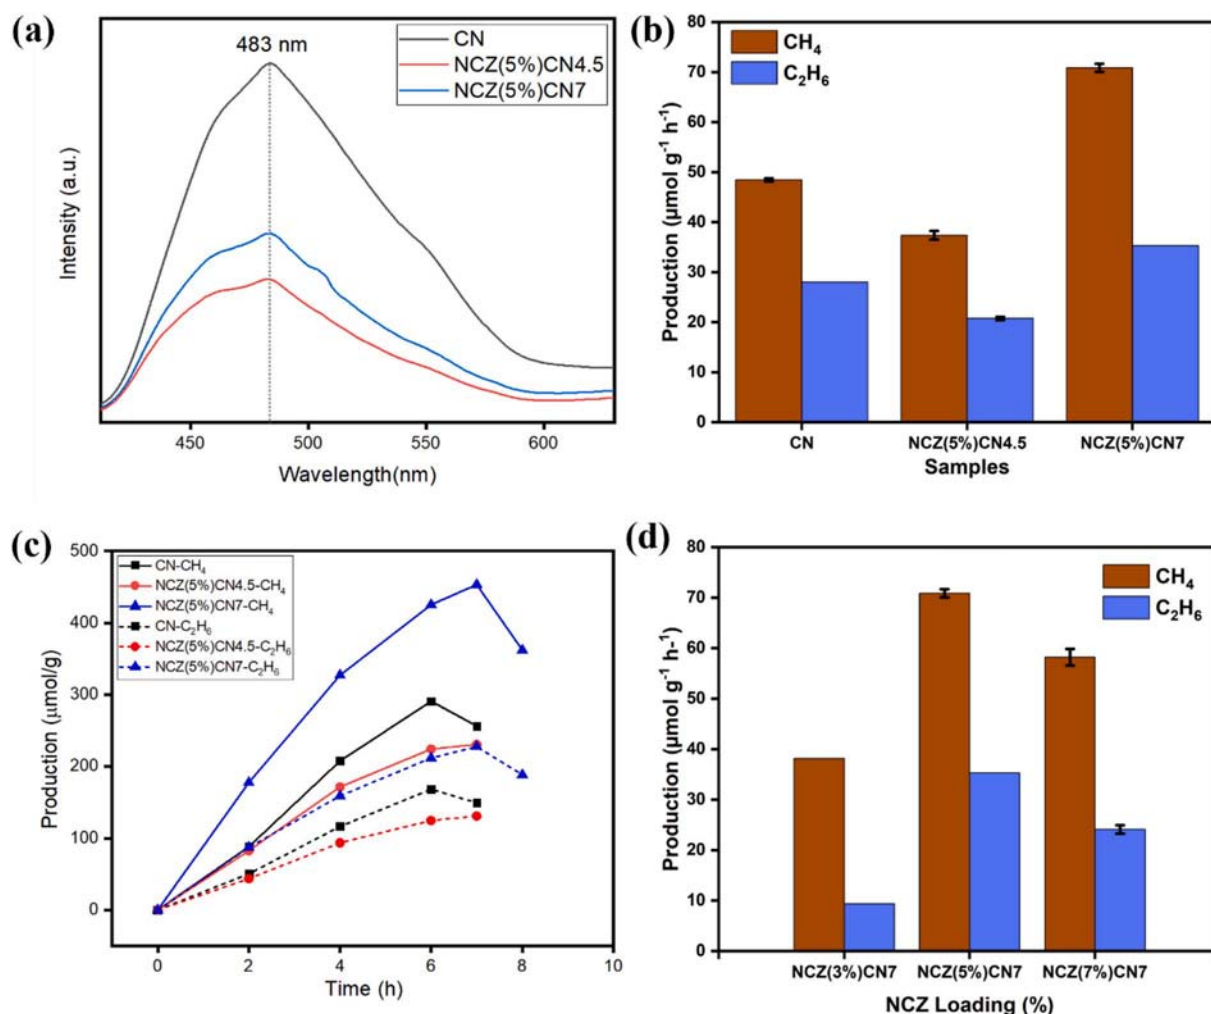 (a)
483 nm
CN
NCZ(5%)CN4.5
NCZ(5%)CN7
Intensity (a.u.)
450
500
550
600
Wavelength(nm)
(b)
CH₄
C₂H₆
Production (μmol g⁻¹ h⁻¹)
80
70
60
50
40
30
20
10
0
CN
NCZ(5%)CN4.5
NCZ(5%)CN7
Samples
(c)
CN-CH₄
NCZ(5%)CN4.5-CH₄
NCZ(5%)CN7-CH₄
CN-C₂H₆
NCZ(5%)CN4.5-C₂H₆
NCZ(5%)CN7-C₂H₆
Production (μmol/g)
500
400
300
200
100
0
0
2
4
6
8
10
Time (h)
(d)
CH₄
C₂H₆
Production (μmol g⁻¹ h-¹)
80
70
60
50
40
30
20
10
0
NCZ(3%)CN7
NCZ(5%)CN7
NCZ(7%)CN7
NCZ Loading (%)